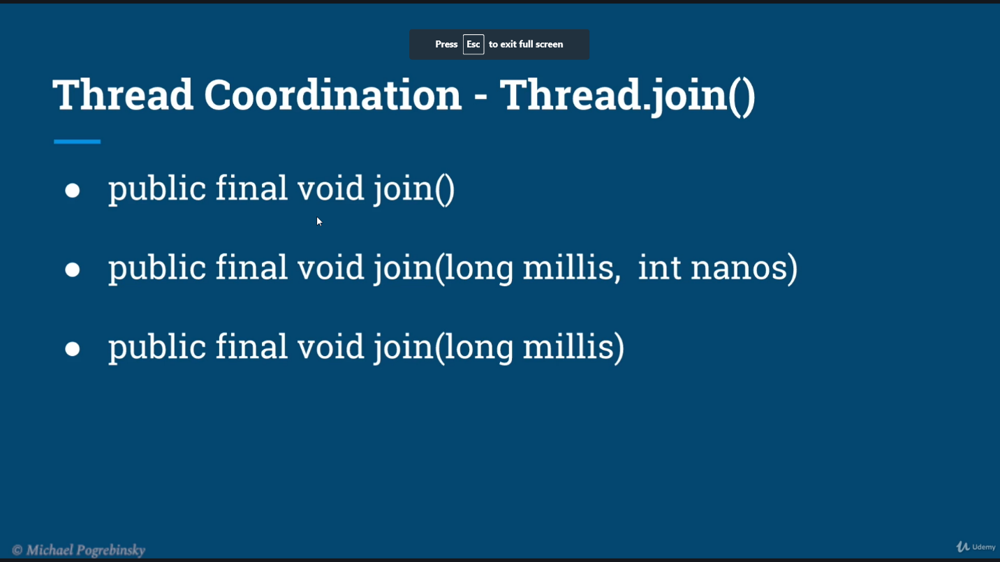 Press Esc to exit full screen
Thread Coordination - Thread.join()
● public final void join()
● public final void join(long millis, int nanos)
● public final void join(long millis)
© Michael Pogrebinsky
Udemy